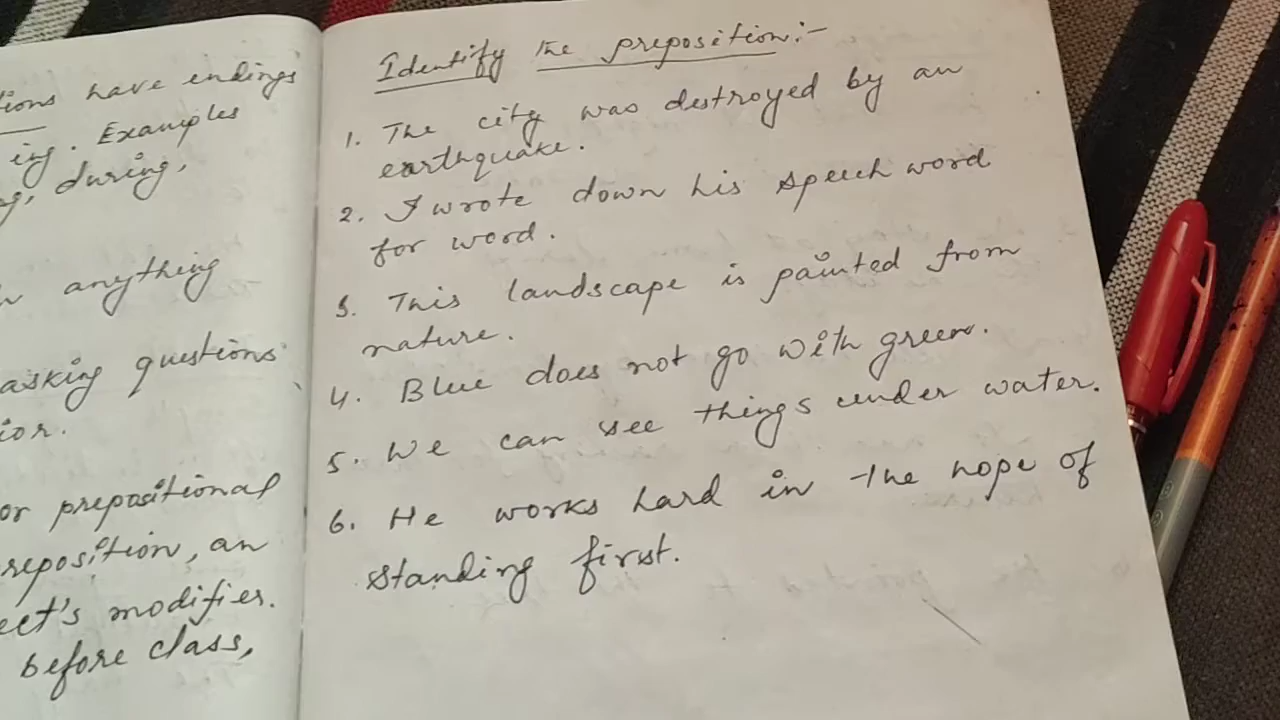 tions have endings
ing. Examples
during,
anything
asking questions
ior.
or prepositional
reposition, an
ect's modifier.
before class,
Identify the preposition:-
1. The city was destroyed by an
earthquake.
2. I wrote down his speech word
for word.
3. This landscape is painted from
nature.
4. Blue does not go with green.
5. We can see things under water.
6. He works hard in the hope of
standing first.